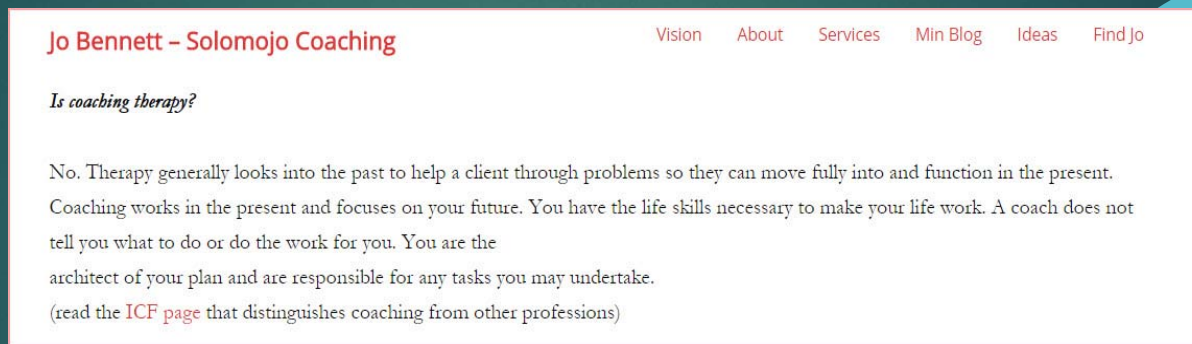 Jo Bennett – Solomojo Coaching
Vision About Services Min Blog Ideas Find Jo
Is coaching therapy?
No. Therapy generally looks into the past to help a client through problems so they can move fully into and function in the present.
Coaching works in the present and focuses on your future. You have the life skills necessary to make your life work. A coach does not
tell you what to do or do the work for you. You are the
architect of your plan and are responsible for any tasks you may undertake.
(read the ICF page that distinguishes coaching from other professions)